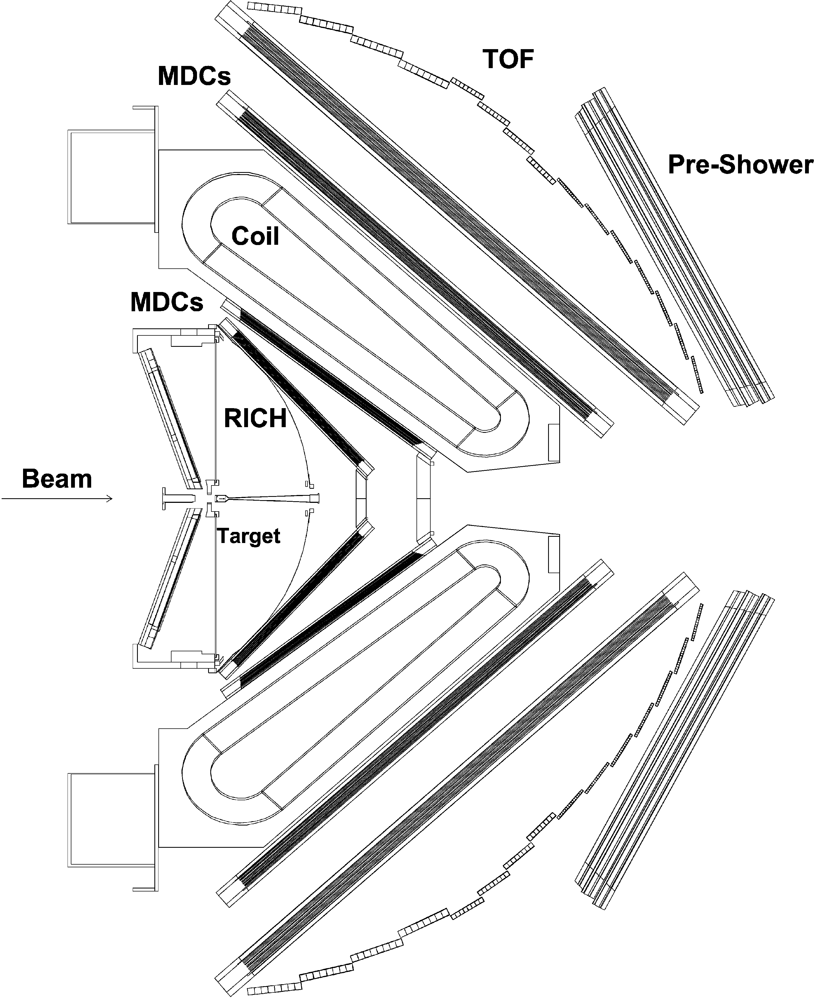 TOF
MDCs
Pre-Shower
Coil
MDCs
RICH
Beam
Target